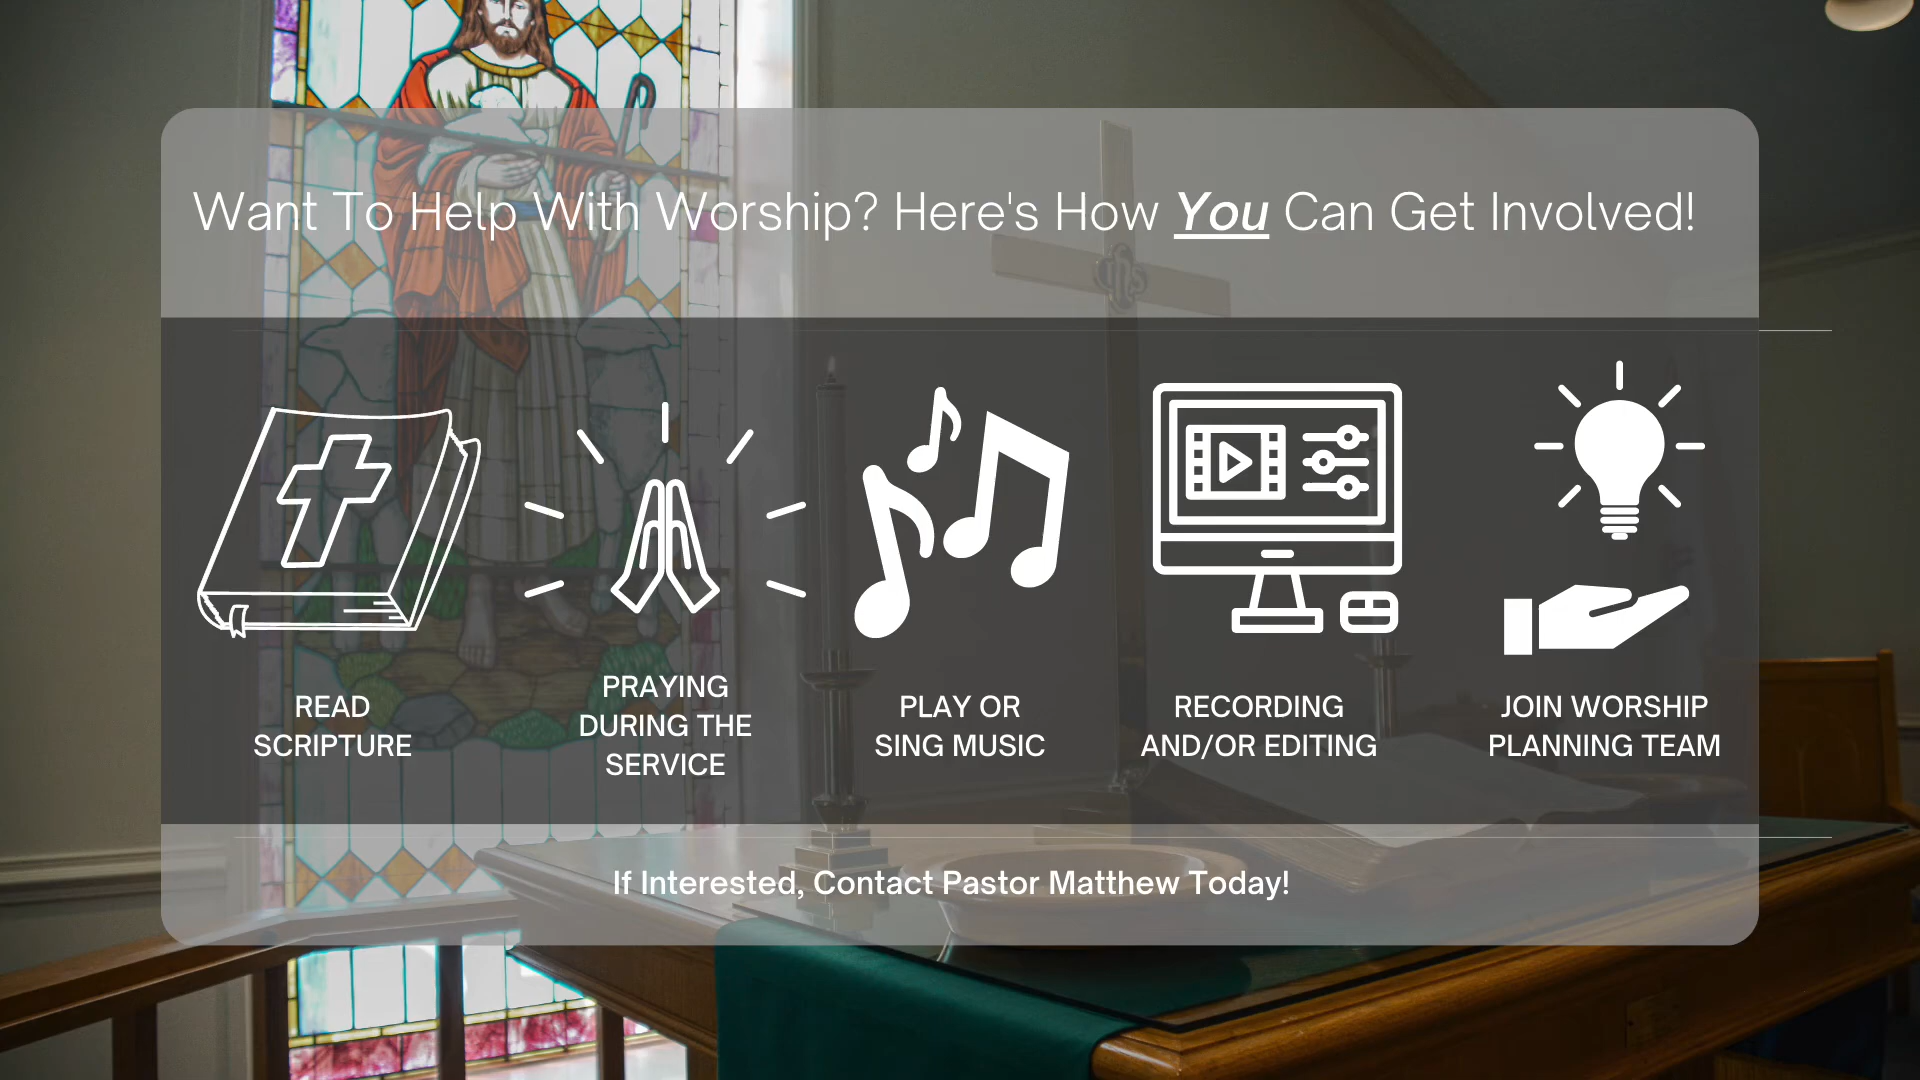 Want To Help With Worship? Here's How You Can Get Involved!
READ
SCRIPTURE
PRAYING
DURING THE
SERVICE
PLAY OR
SING MUSIC
RECORDING
AND/OR EDITING
JOIN WORSHIP
PLANNING TEAM
If Interested, Contact Pastor Matthew Today!
ihs